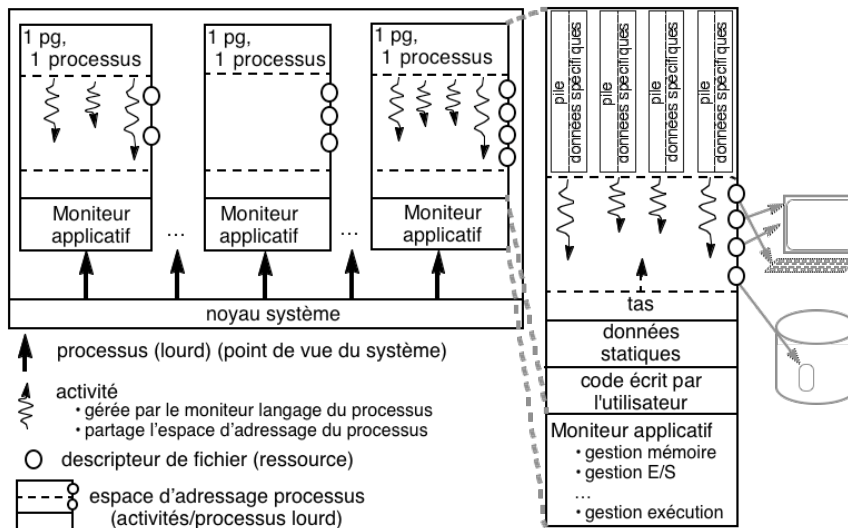 1 pg,
1 processus
1 pg,
1 processus
1 pg,
1 processus
Moniteur
applicatif
...
Moniteur
applicatif
...
Moniteur
applicatif
noyau système
processus (lourd) (point de vue du système)
activité
• gérée par le moniteur langage du processus
• partage l'espace d'adressage du processus
descripteur de fichier (ressource)
espace d'adressage processus
(activités/processus lourd)
pile
données spécifiques
pile
données spécifiques
pile
données spécifiques
pile
données spécifiques
tas
données
statiques
code écrit par
l'utilisateur
Moniteur applicatif
• gestion mémoire
• gestion E/S
...
• gestion exécution